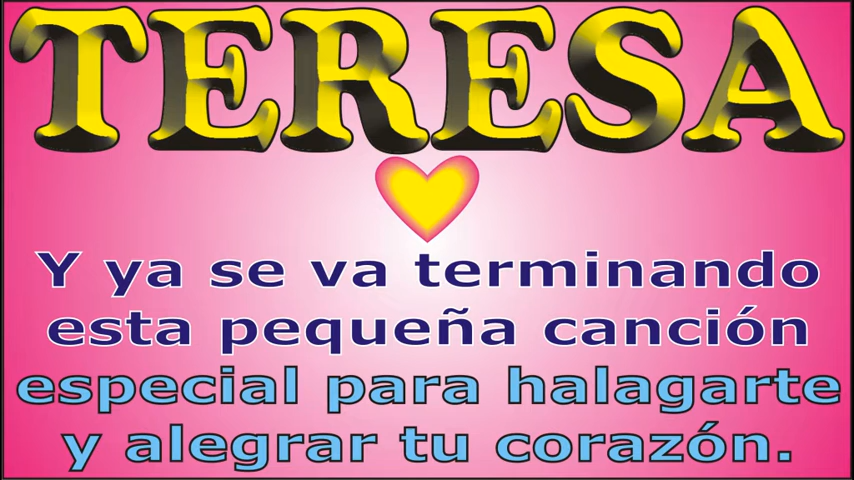 TERESA
Y ya se va terminando
esta pequeña canción
especial para halagarte
y alegrar tu corazón.